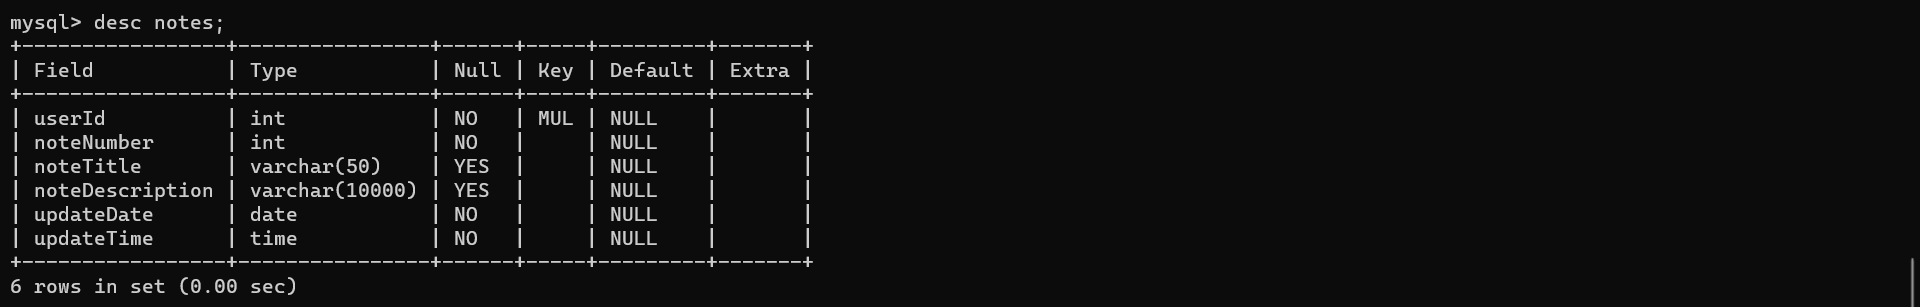 mysql> desc notes;
+-----------------+----------------+------+-----+---------+-------+
| Field           | Type           | Null | Key | Default | Extra |
+-----------------+----------------+------+-----+---------+-------+
| userId          | int            | NO   | MUL | NULL    |       |
| noteNumber      | int            | NO   |     | NULL    |       |
| noteTitle       | varchar(50)    | YES  |     | NULL    |       |
| noteDescription | varchar(10000) | YES  |     | NULL    |       |
| updateDate      | date           | NO   |     | NULL    |       |
| updateTime      | time           | NO   |     | NULL    |       |
+-----------------+----------------+------+-----+---------+-------+
6 rows in set (0.00 sec)